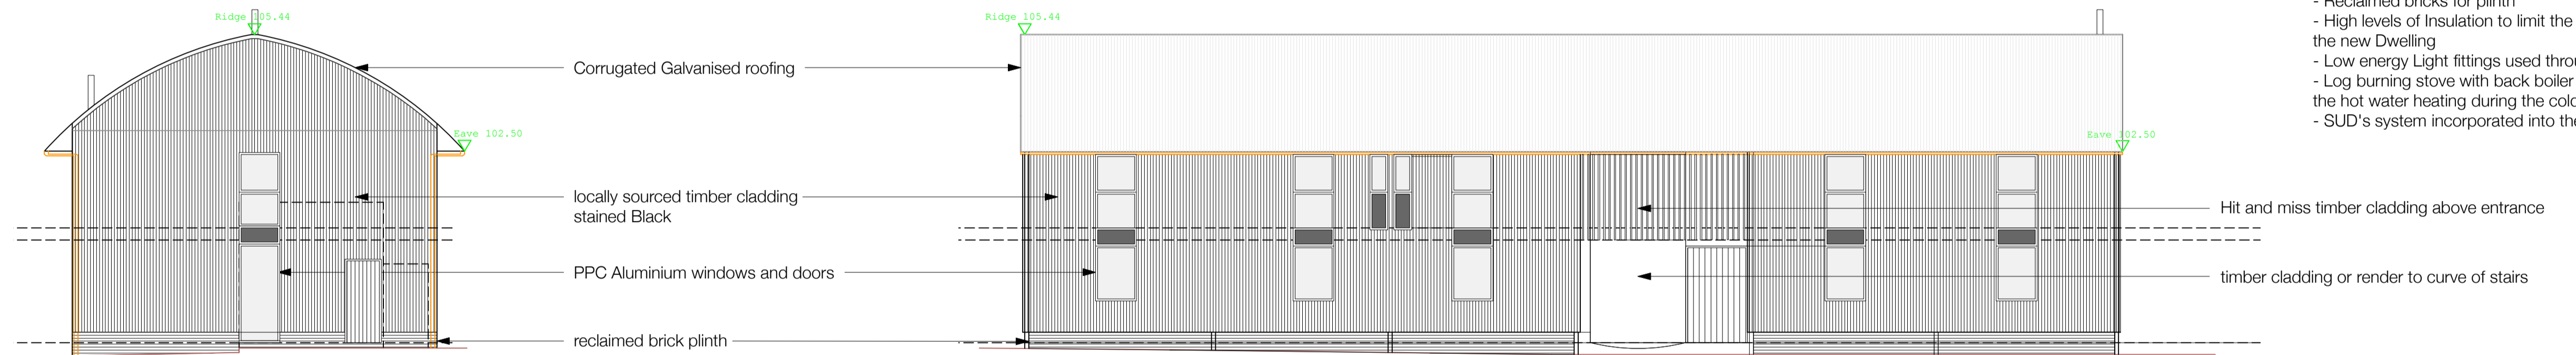 Ridge 105.44
Ridge 105.44
Corrugated Galvanised roofing
Eave 102.50
Eave 102.50
locally sourced timber cladding
stained Black
PPC Aluminium windows and doors
reclaimed brick plinth
Hit and miss timber cladding above entrance
timber cladding or render to curve of stairs
- Reclaimed bricks for plinth
- High levels of Insulation to limit the
the new Dwelling
- Low energy Light fittings used
- Log burning stove with back boiler
the hot water heating during the
- SUD's system incorporated into